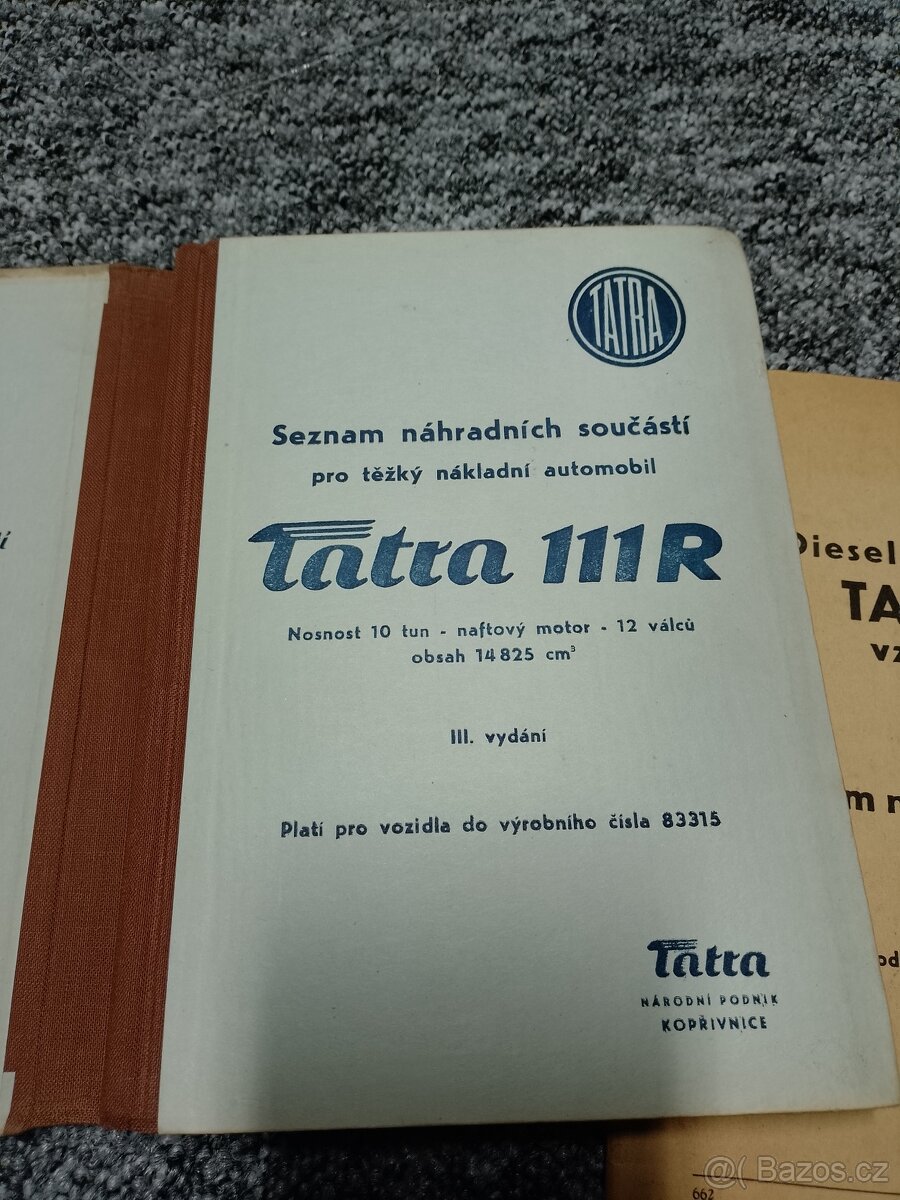 TATRA
Seznam náhradních součástí
pro těžký nákladní automobil
Tatra 111 R
Nosnost 10 tun - naftový motor - 12 válců
obsah 14 825 cm³
III. vydání
Platí pro vozidla do výrobního čísla 83315
Tatra
NÁRODNÍ PODNIK
KOPŘIVNICE
í
Diesel
TA
vz
m n
od
662
@ Bazos.cz